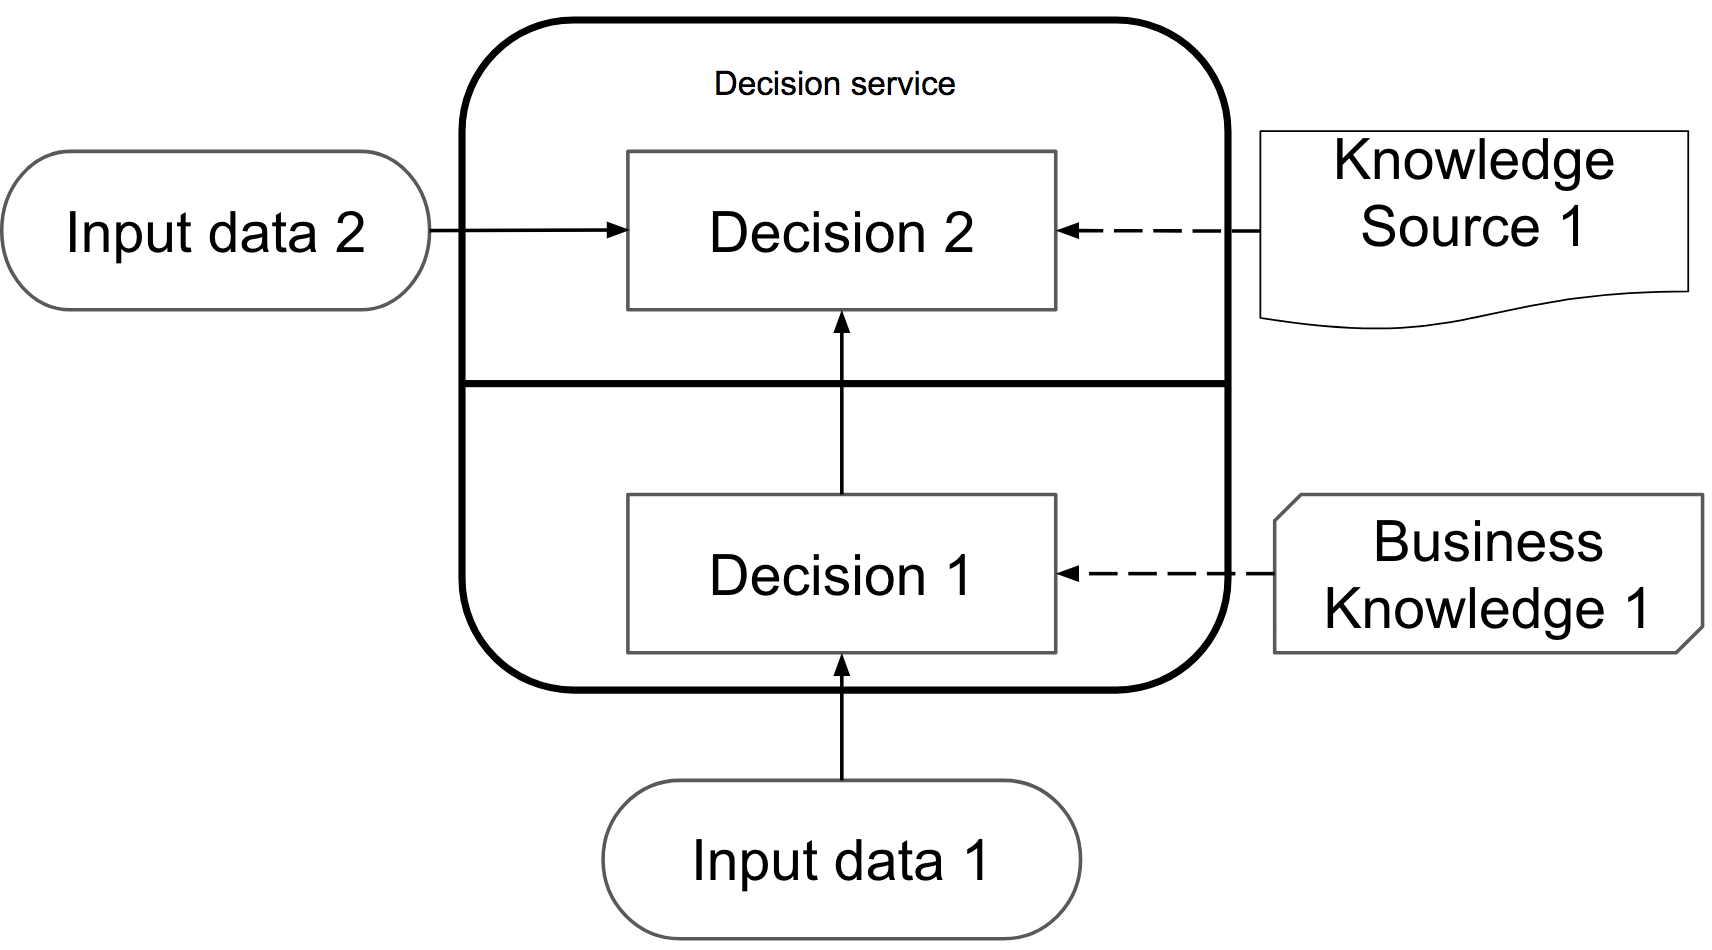 Decision service
Input data 2
Decision 2
Knowledge
Source 1
Decision 1
Business
Knowledge 1
Input data 1